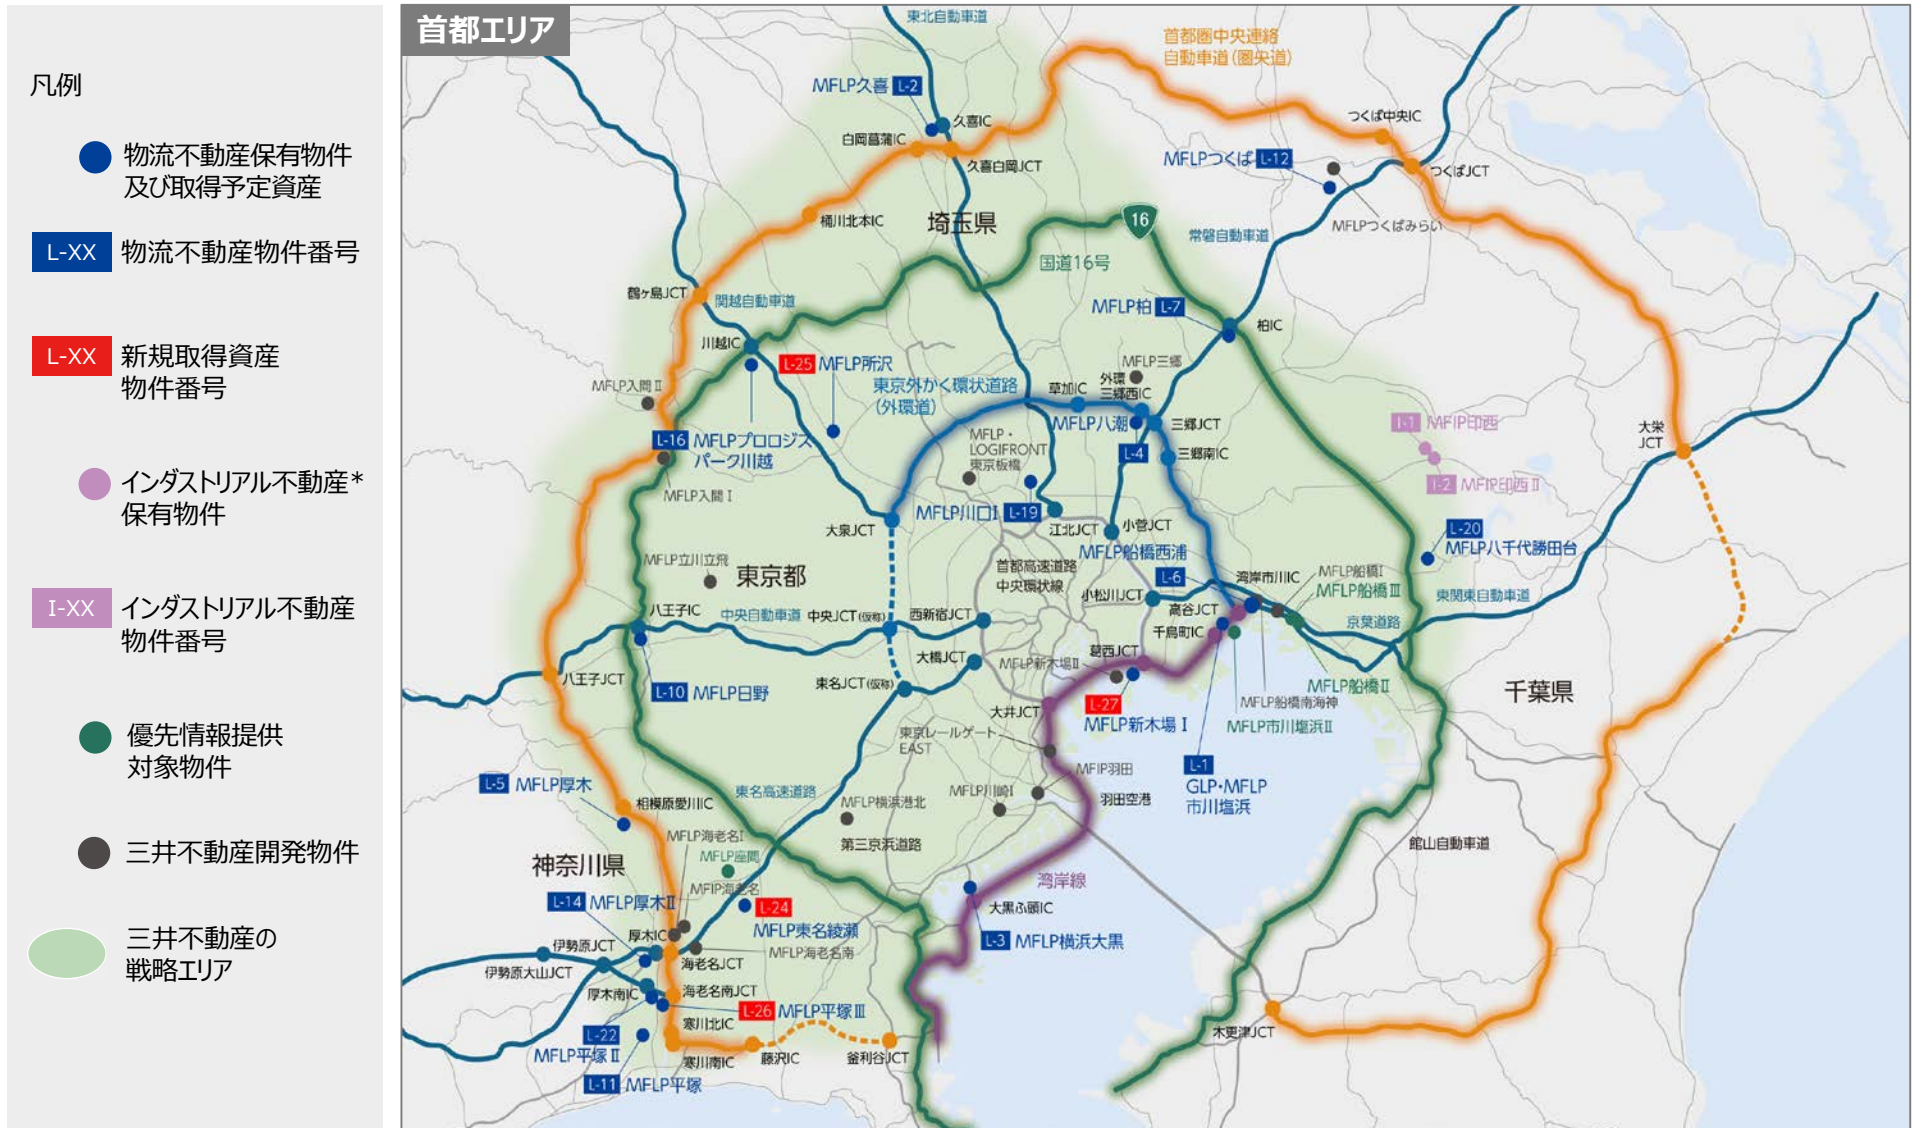 凡例
物流不動産保有物件
及び取得予定資産
L-XX 物流不動産物件番号
L-XX 新規取得資産
物件番号
インダストリアル不動産*
保有物件
I-XX インダストリアル不動産
物件番号
優先情報提供
対象物件
三井不動産開発物件
三井不動産の
戦略エリア
首都エリア
東北自動車道
首都圏中央連絡
自動車道(圏央道)
MFLP久喜 L-2
久喜IC
白岡菖蒲IC
久喜白岡JCT
つくば中央IC
MFLPつくば L-12
つくばJCT
桶川北本IC
埼玉県
16
常磐自動車道
MFLPつくばみらい
国道16号
鶴ヶ島JCT
関越自動車道
MFLP柏 L-7
柏IC
川越IC
L-25 MFLP所沢
MFLP三郷
MFLP入間Ⅱ
東京外かく環状道路
(外環道)
草加IC
外環
三郷西IC
MFLP八潮
三郷JCT
L-4
三郷南IC
L-16 MFLPプロロジス
パーク川越
MFLP・
LOGIFRONT
東京板橋
I-1 MFIP印西
I-2 MFIP印西Ⅱ
大栄
JCT
MFLP入間Ⅰ
MFLP川口Ⅰ L-19
大泉JCT
江北JCT
小菅JCT
L-20
MFLP八千代勝田台
MFLP船橋西浦
L-6
MFLP立川立飛
東京都
首都高速道路
中央環状線
小松川JCT
湾岸市川IC
MFLP船橋Ⅰ
MFLP船橋Ⅲ
東関東自動車道
八王子IC
中央自動車道
中央JCT(仮称)
西新宿JCT
高谷JCT
千鳥町IC
京葉道路
大橋JCT
MFLP新木場Ⅱ
葛西JCT
八王子JCT
L-10 MFLP日野
東名JCT(仮称)
MFLP船橋Ⅱ
千葉県
MFLP船橋南海神
大井JCT
L-27
MFLP新木場Ⅰ
MFLP市川塩浜Ⅱ
東京レールゲート
EAST
MFIP羽田
L-1
GLP・MFLP
市川塩浜
L-5 MFLP厚木
相模原愛川IC
東名高速道路
MFLP横浜港北
MFLP川崎Ⅰ
羽田空港
第三京浜道路
MFLP海老名Ⅰ
館山自動車道
神奈川県
MFLP座間
MFIP海老名
湾岸線
L-14 MFLP厚木Ⅱ
L-24
MFLP東名綾瀬
大黒ふ頭IC
厚木IC
L-3 MFLP横浜大黒
伊勢原JCT
MFLP海老名南
海老名JCT
伊勢原大山JCT
厚木南IC
海老名南JCT
L-26 MFLP平塚Ⅲ
寒川北IC
L-22
MFLP平塚Ⅱ
寒川南IC
藤沢IC
釜利谷JCT
木更津JCT
L-11 MFLP平塚